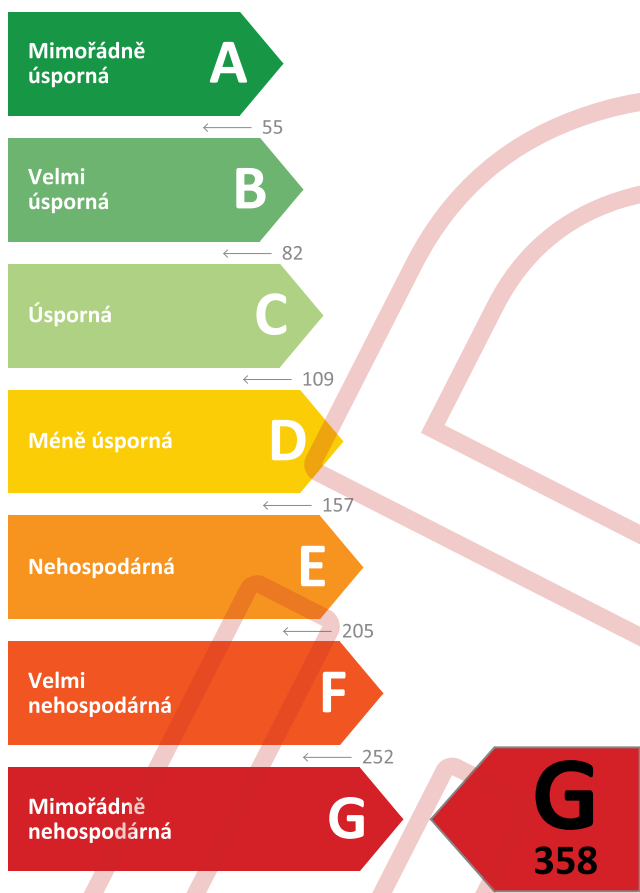 Mimořádně
úsporná
A
55
Velmi
úsporná
B
82
Úsporná
C
109
Méně úsporná
D
157
Nehospodárná
E
205
Velmi
nehospodárná
F
252
Mimořádně
nehospodárná
G
G
358